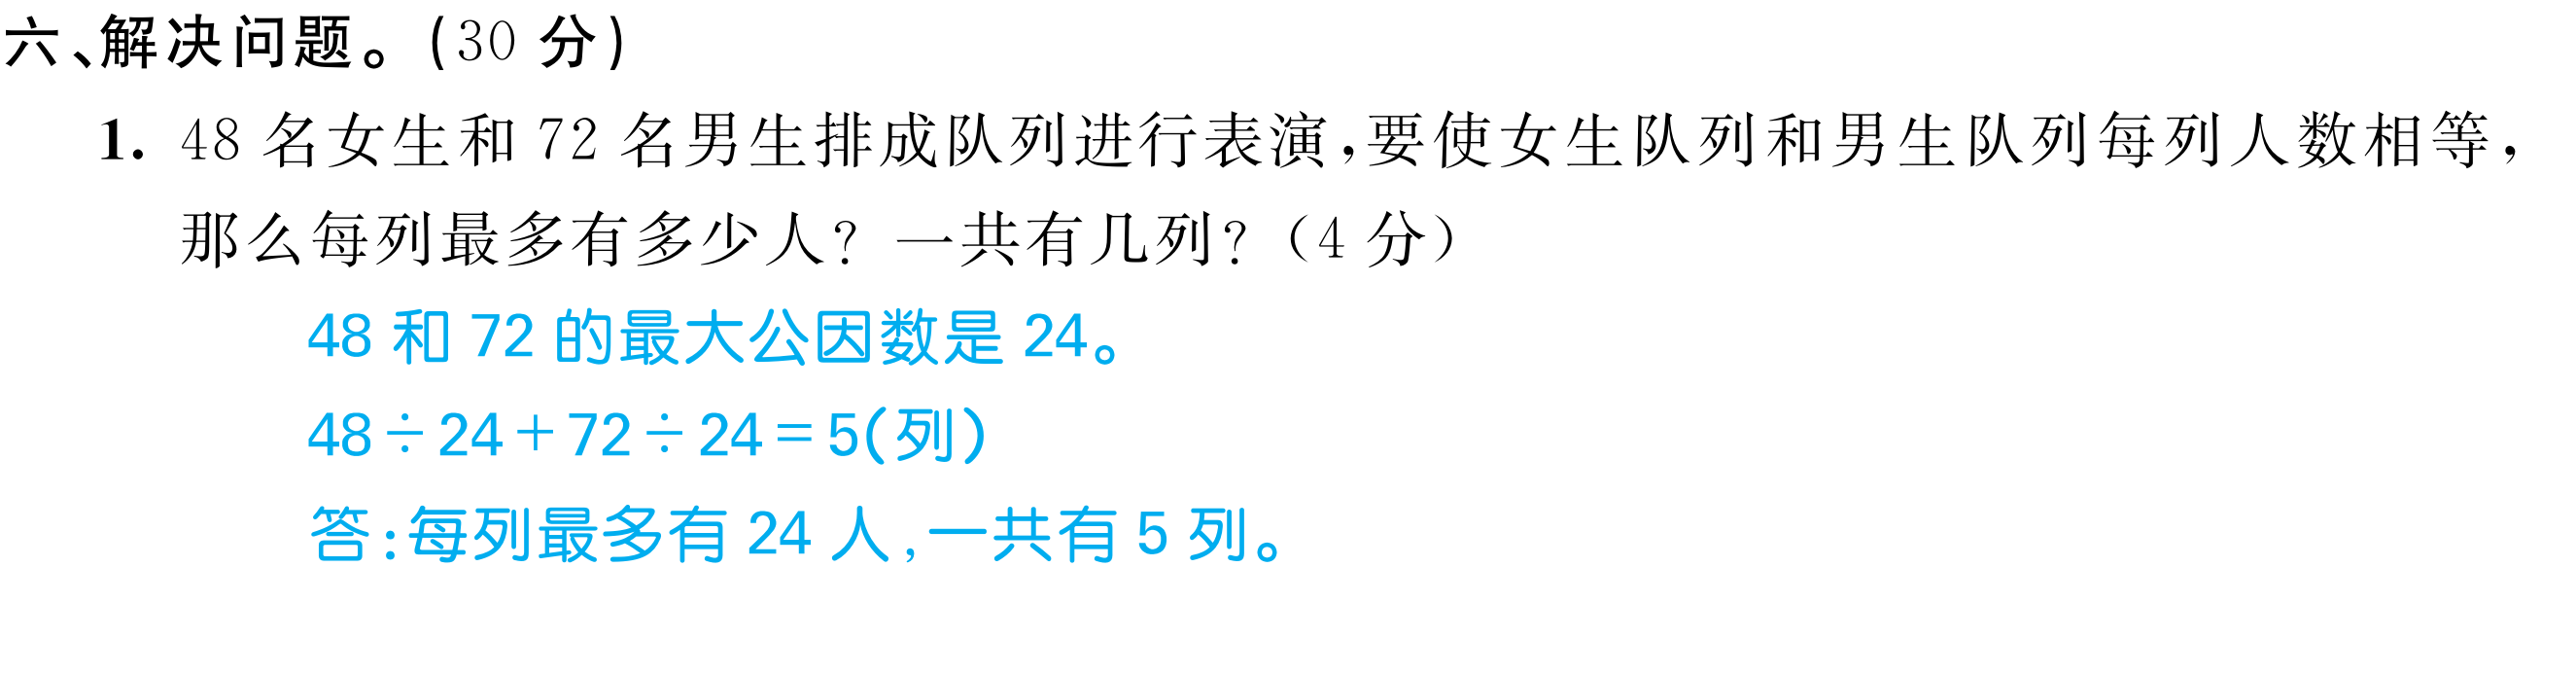 六、解决问题。(30 分)
1. 48 名女生和 72 名男生排成队列进行表演,要使女生队列和男生队列每列人数相等,
那么每列最多有多少人? 一共有几列?(4 分)
48 和 72 的最大公因数是 24。
48÷24+72÷24=5(列)
答:每列最多有 24 人,一共有 5 列。